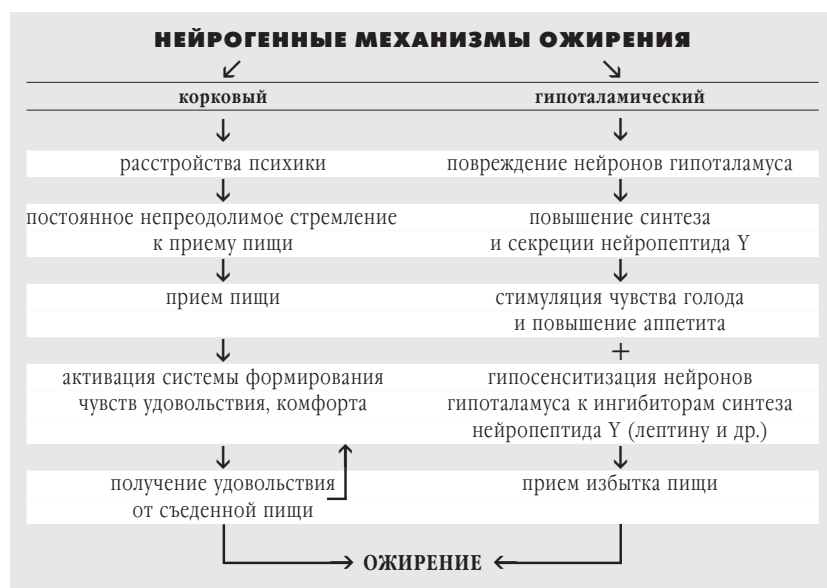 НЕЙРОГЕННЫЕ МЕХАНИЗМЫ ОЖИРЕНИЯ
корковый
гипоталамический
расстройства психики
повреждение нейронов гипоталамуса
постоянное непреодолимое стремление
к приему пищи
повышение синтеза
и секреции нейропептида Y
прием пищи
стимуляция чувства голода
и повышение аппетита
+
активация системы формирования
чувств удовольствия, комфорта
гипосенситизация нейронов
гипоталамуса к ингибиторам синтеза
нейропептида Y (лептину и др.)
получение удовольствия
от съеденной пищи
прием избытка пищи
ОЖИРЕНИЕ